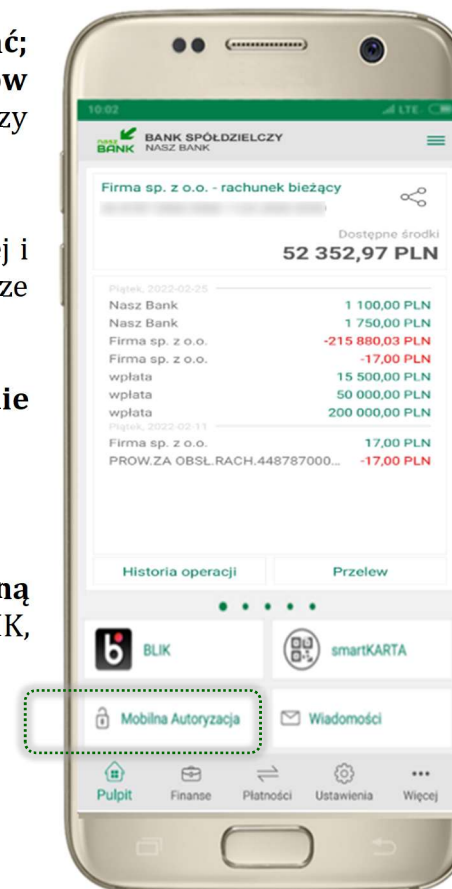 ć;
ów
zy
j i
ze
ie
ną
IK,
10:02
LTE
nasz BANK
BANK SPÓŁDZIELCZY
NASZ BANK
Firma sp. z o.o. - rachunek bieżący
Dostępne środki
52 352,97 PLN
Piątek, 2022-02-25
Nasz Bank 1 100,00 PLN
Nasz Bank 1 750,00 PLN
Firma sp. z o.o. -215 880,03 PLN
Firma sp. z o.o. -17,00 PLN
wpłata 15 500,00 PLN
wpłata 50 000,00 PLN
wpłata 200 000,00 PLN
Piątek, 2022-02-11
Firma sp. z o.o. 17,00 PLN
PROW.ZA OBSŁ.RACH.448787000... -17,00 PLN
Historia operacji Przelew
BLIK smartKARTA
Mobilna Autoryzacja Wiadomości
Pulpit Finanse Płatności Ustawienia Więcej